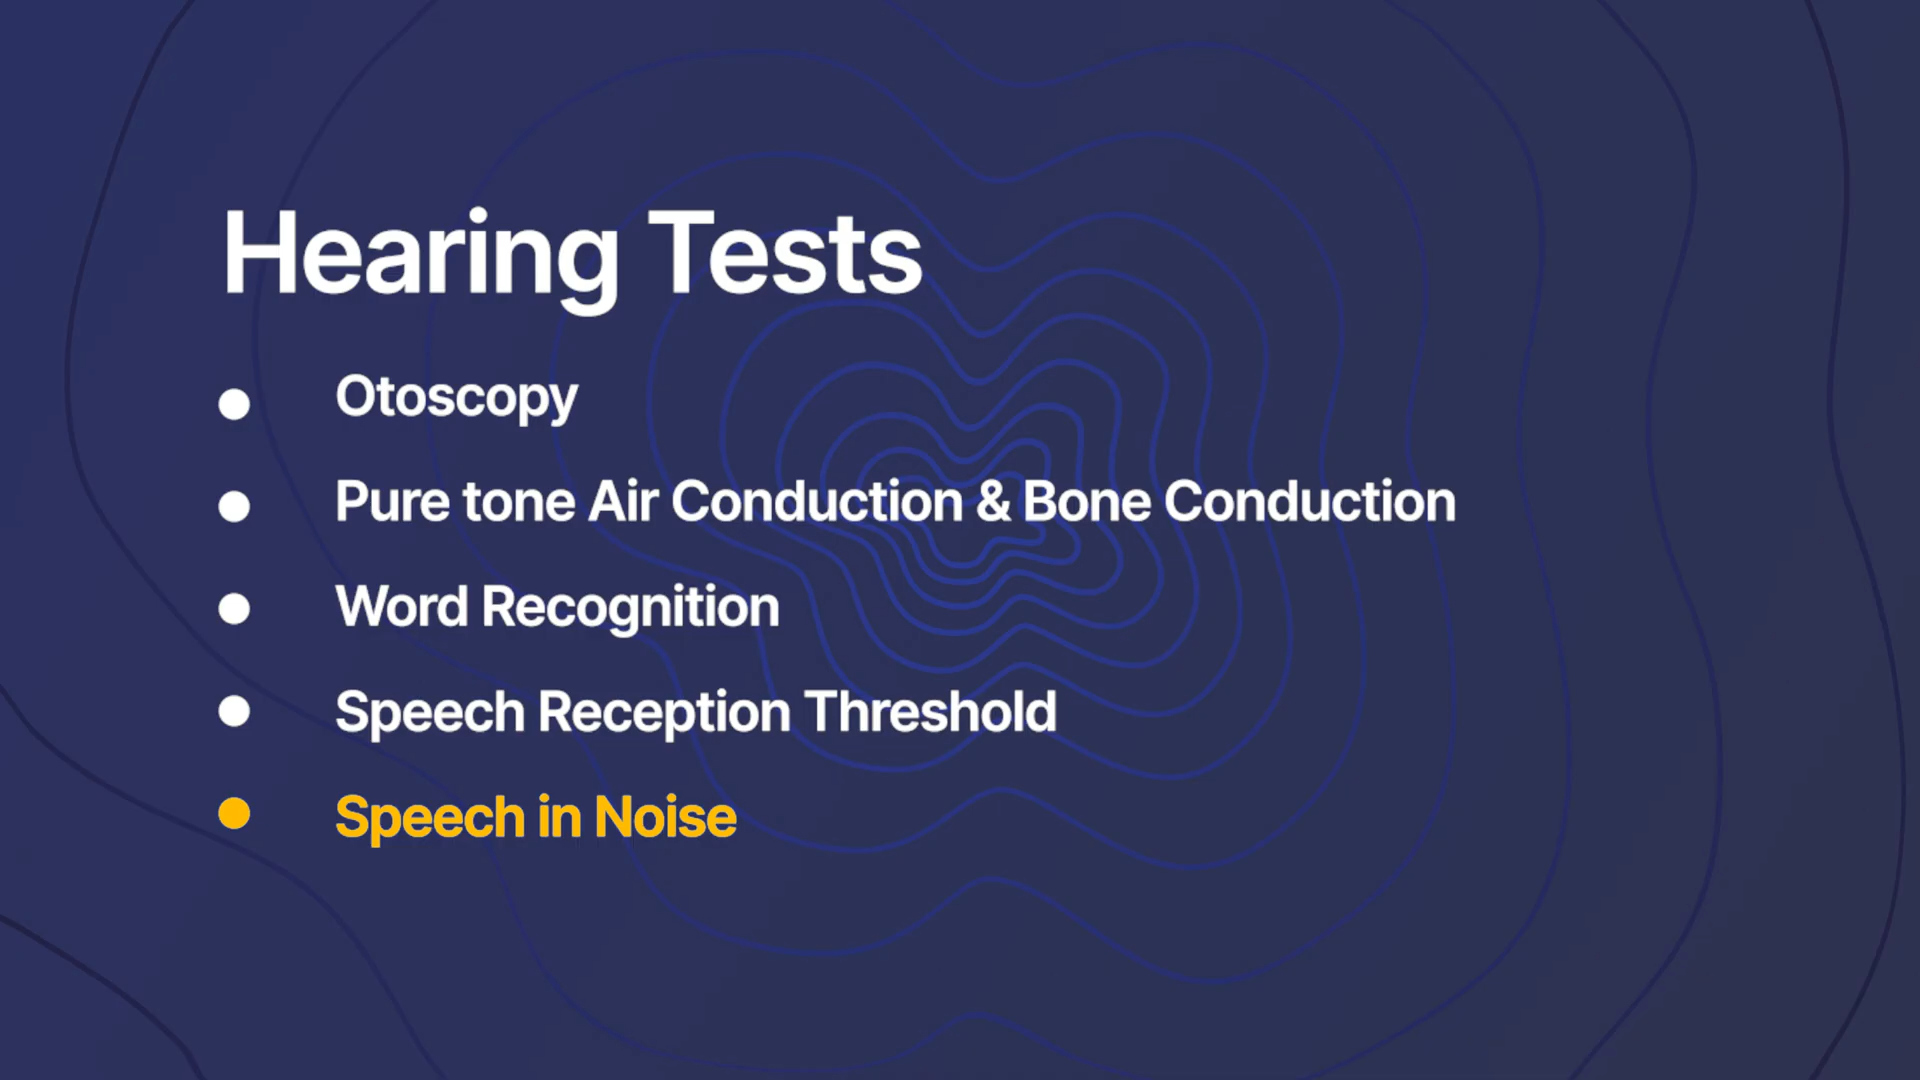 Hearing Tests
Otoscopy
Pure tone Air Conduction & Bone Conduction
Word Recognition
Speech Reception Threshold
Speech in Noise